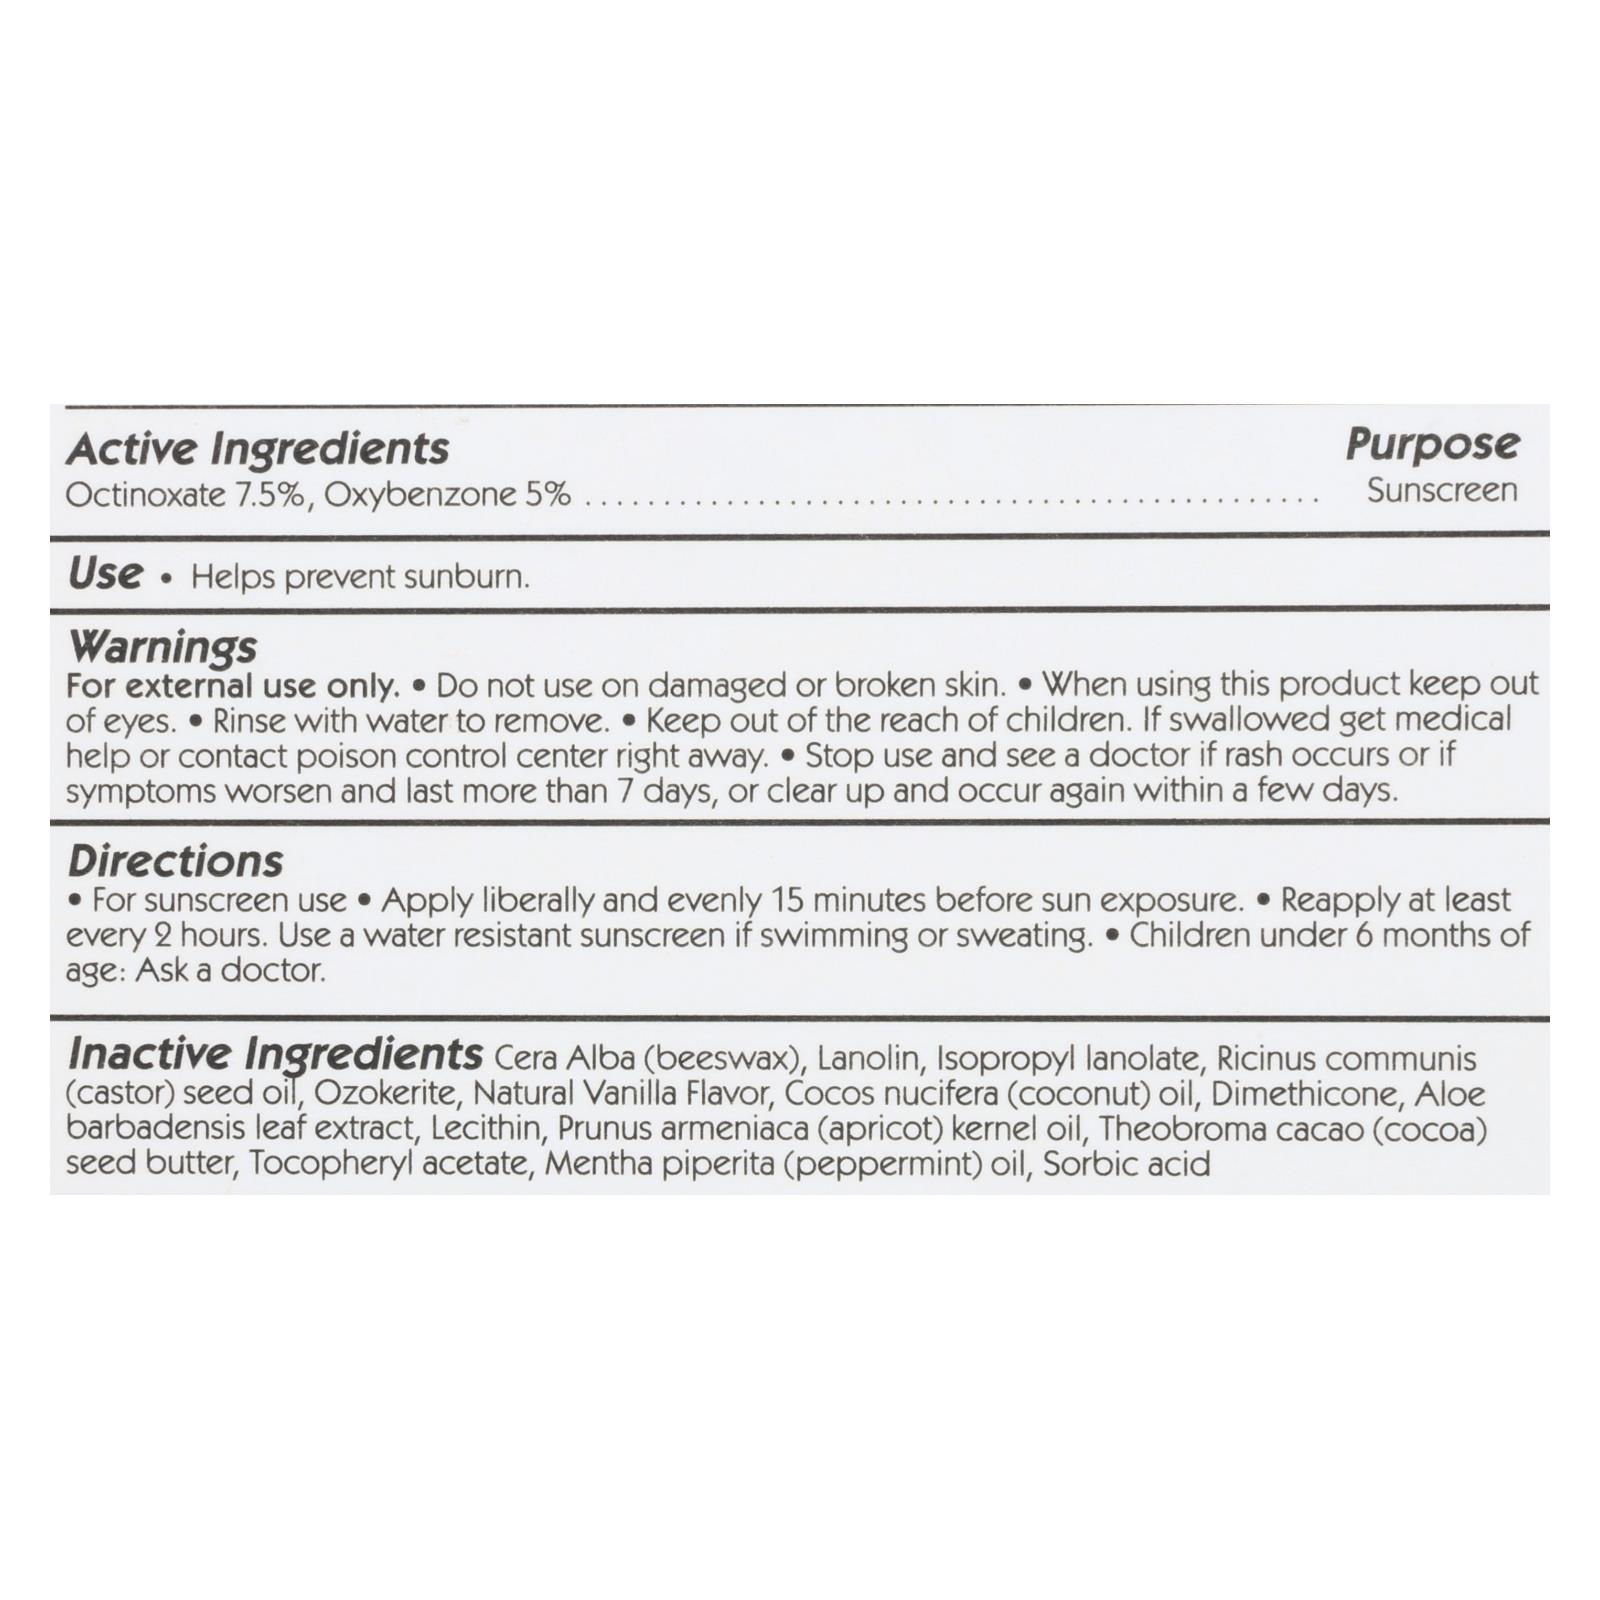 Active Ingredients Purpose
Octinoxate 7.5%, Oxybenzone 5% ................................................ Sunscreen
Use • Helps prevent sunburn.
Warnings
For external use only. • Do not use on damaged or broken skin. • When using this product keep out
of eyes. • Rinse with water to remove. • Keep out of the reach of children. If swallowed get medical
help or contact poison control center right away. • Stop use and see a doctor if rash occurs or if
symptoms worsen and last more than 7 days, or clear up and occur again within a few days.
Directions
• For sunscreen use • Apply liberally and evenly 15 minutes before sun exposure. • Reapply at least
every 2 hours. Use a water resistant sunscreen if swimming or sweating. • Children under 6 months of
age: Ask a doctor.
Inactive Ingredients Cera Alba (beeswax), Lanolin, Isopropyl lanolate, Ricinus communis
(castor) seed oil, Ozokerite, Natural Vanilla Flavor, Cocos nucifera (coconut) oil, Dimethicone, Aloe
barbadensis leaf extract, Lecithin, Prunus armeniaca (apricot) kernel oil, Theobroma cacao (cocoa)
seed butter, Tocopheryl acetate, Mentha piperita (peppermint) oil, Sorbic acid